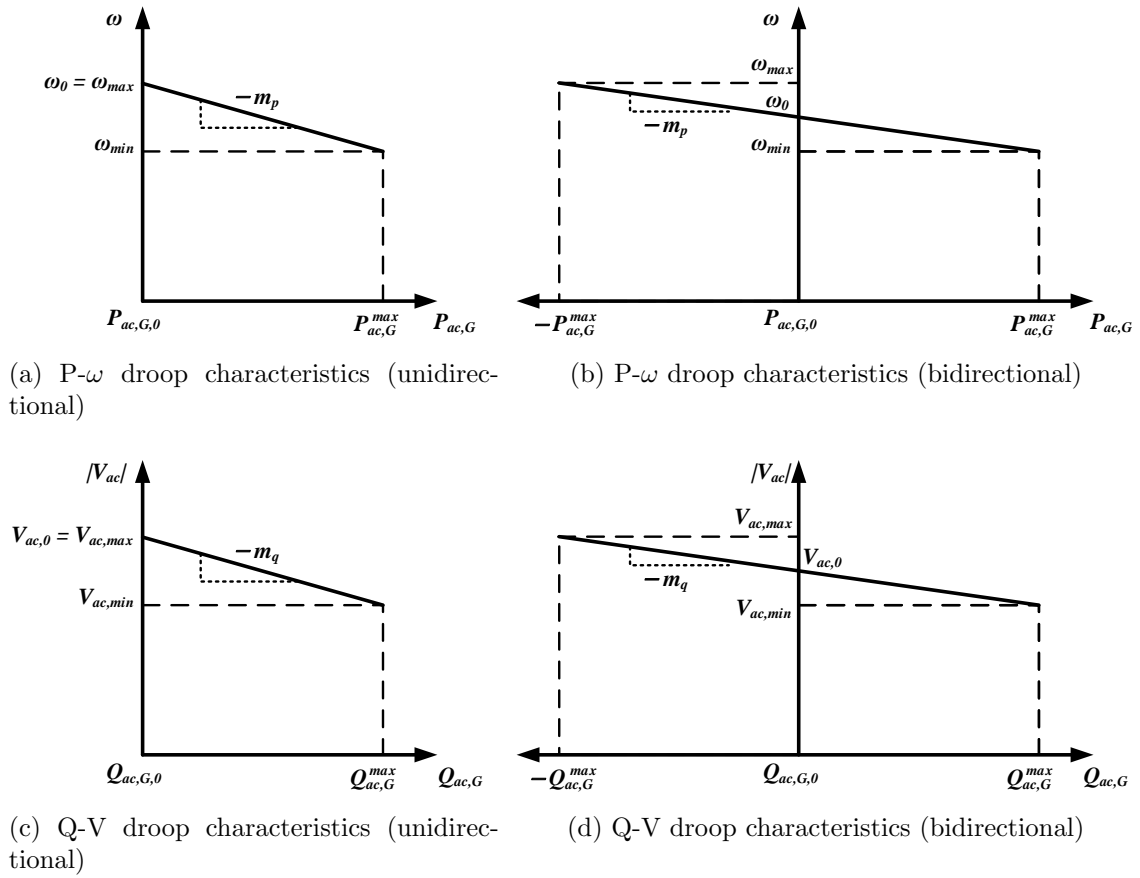 ω
ω₀ = ω_max
−m_p
ω_min
P_ac,G,0
P_ac,G^max
P_ac,G
(a) P-ω droop characteristics (unidirec-
tional)
ω
ω_max
ω₀
−m_p
ω_min
−P_ac,G^max
P_ac,G,0
P_ac,G^max
P_ac,G
(b) P-ω droop characteristics (bidirectional)
|V_ac|
V_ac,0 = V_ac,max
−m_q
V_ac,min
Q_ac,G,0
Q_ac,G^max
Q_ac,G
(c) Q-V droop characteristics (unidirec-
tional)
|V_ac|
V_ac,max
V_ac,0
−m_q
V_ac,min
−Q_ac,G^max
Q_ac,G,0
Q_ac,G^max
Q_ac,G
(d) Q-V droop characteristics (bidirectional)